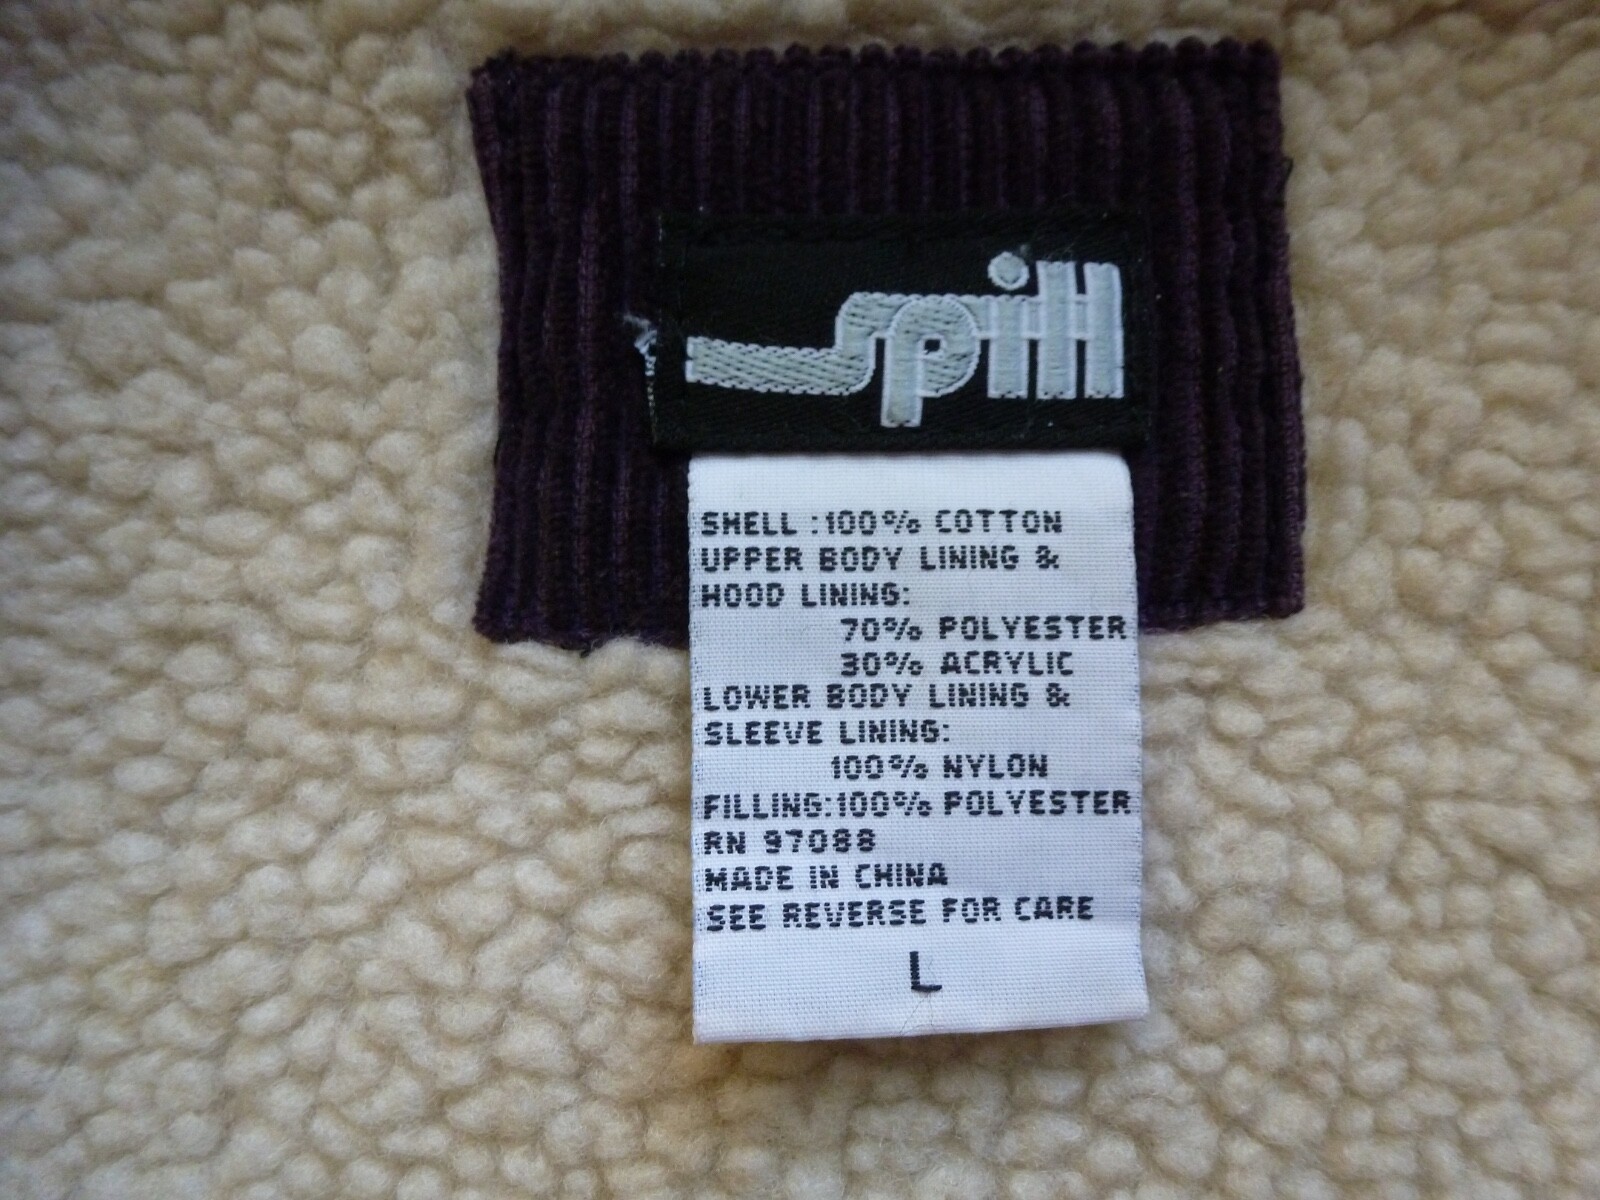 spill
SHELL :100% COTTON
UPPER BODY LINING &
HOOD LINING:
70% POLYESTER
30% ACRYLIC
LOWER BODY LINING &
SLEEVE LINING:
100% NYLON
FILLING:100% POLYESTER
RN 97088
MADE IN CHINA
SEE REVERSE FOR CARE
L